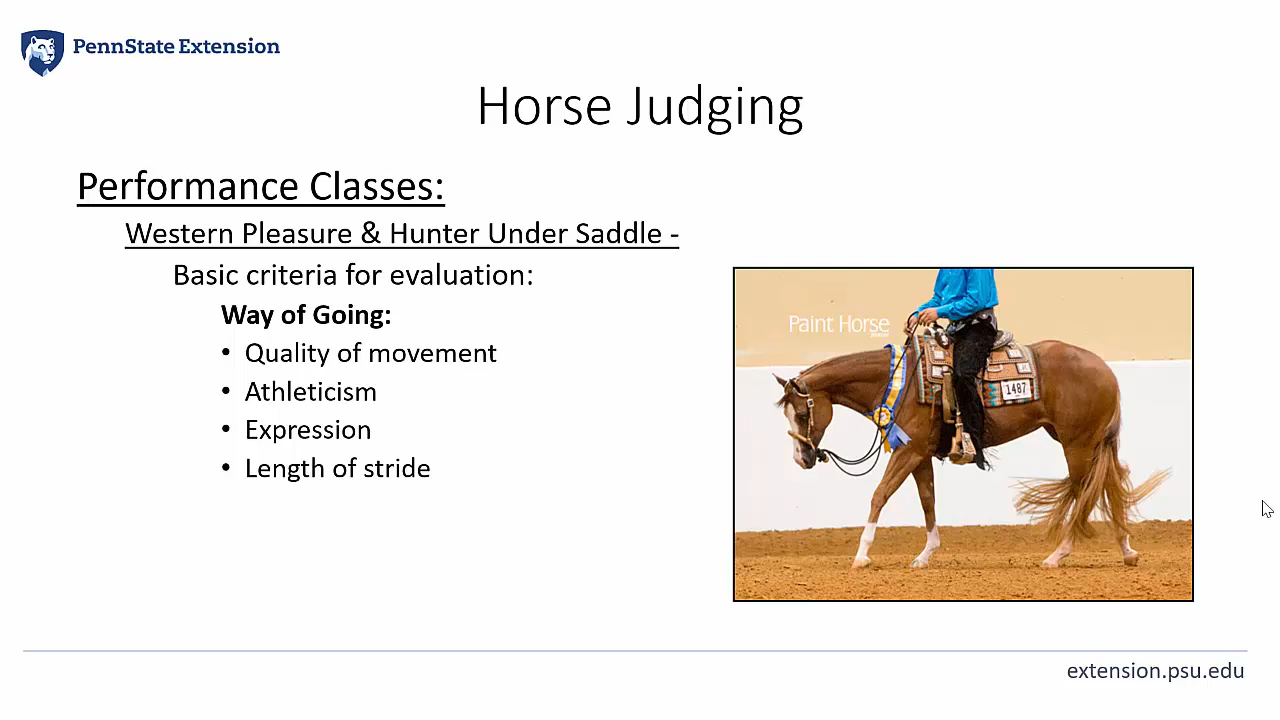 PennState Extension
Horse Judging
Performance Classes:
Western Pleasure & Hunter Under Saddle -
Basic criteria for evaluation:
Way of Going:
• Quality of movement
• Athleticism
• Expression
• Length of stride
Paint Horse
1487
extension.psu.edu